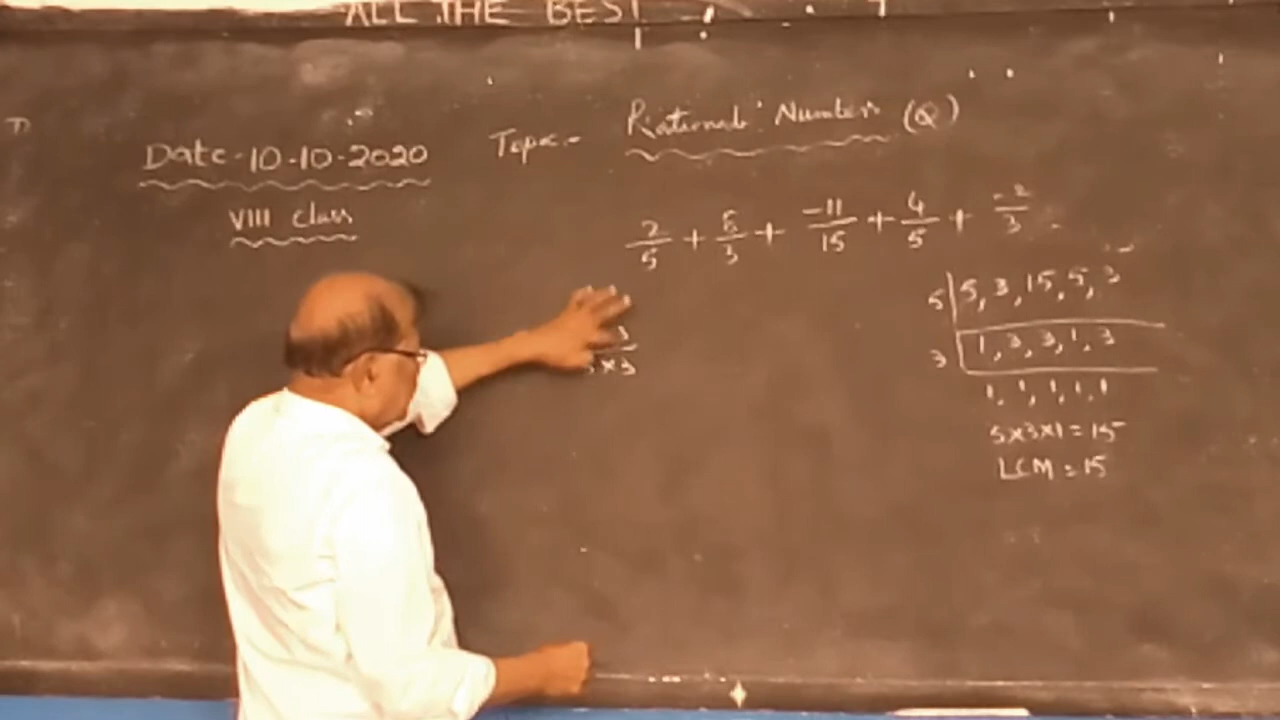 ALL THE BEST
Date-10-10-2020
Topic- Rational Number (Q)
VIII class
2/5 + 8/3 + -11/15 + 4/5 + -2/3
5 | 5, 3, 15, 5, 3
3 | 1, 3, 3, 1, 3
1, 1, 1, 1, 1
×3
5×3×1=15
LCM = 15